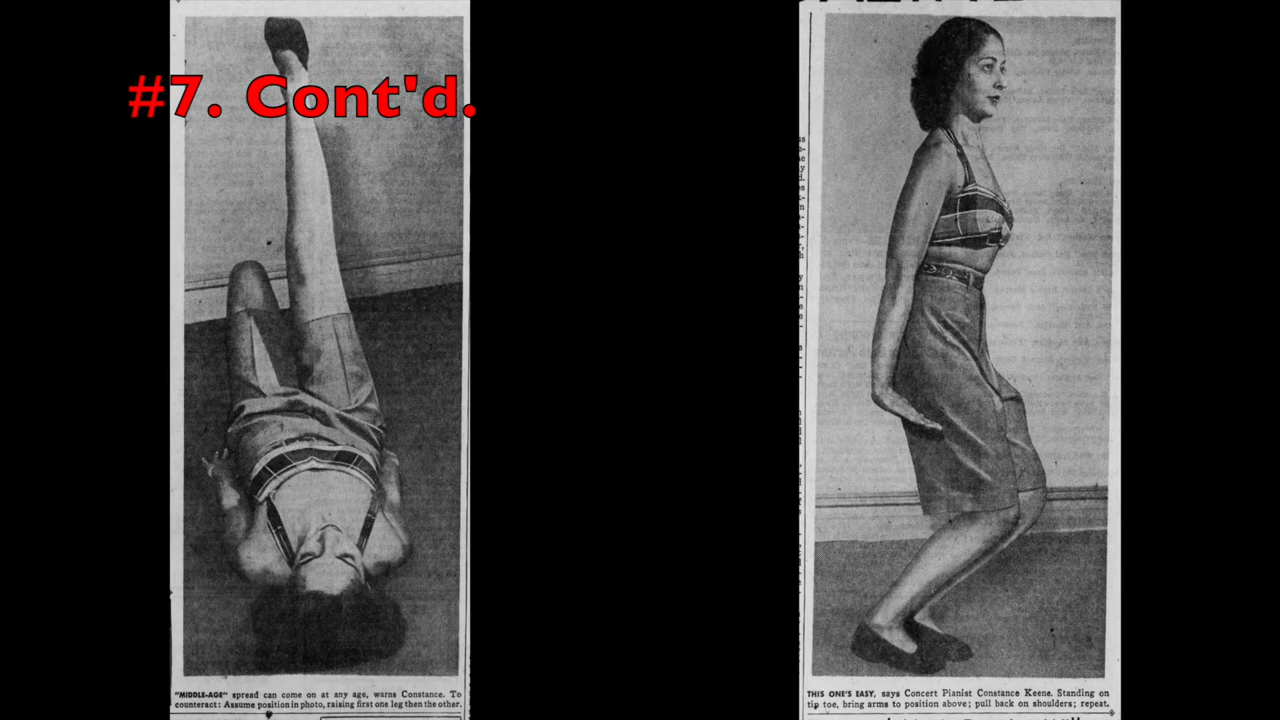 #7. Cont'd.
"MIDDLE-AGE" spread can come on at any age, warns Constance. To
counteract: Assume position in photo, raising first one leg then the other.
THIS ONE'S EASY, says Concert Pianist Constance Keene. Standing on
tip toe, bring arms to position above; pull back on shoulders; repeat.